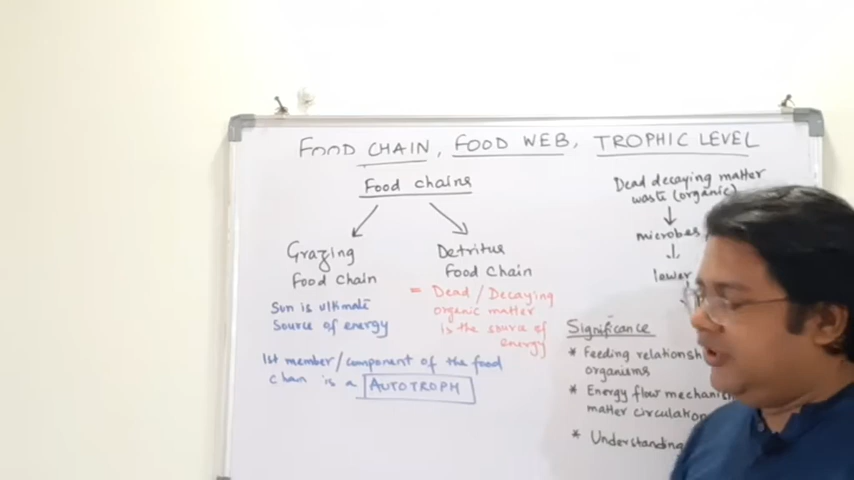 FOOD CHAIN, FOOD WEB, TROPHIC LEVEL
Food chains
Grazing
Food Chain
Sun is ultimate
Source of energy
Detritus
Food Chain
= Dead / Decaying
organic matter
is the source of
energy
1st member/component of the food
chain is a AUTOTROPH
Dead decaying matter
waste (organic)
microbes
lower
Significance
* Feeding relationsh
organisms
* Energy flow mechanism
matter circulation
* Understanding